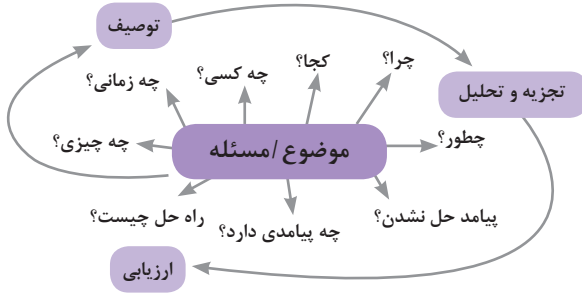 توصیف
چرا؟
کجا؟
چه کسی؟
چه زمانی؟
تجزیه و تحلیل
چطور؟
موضوع/مسئله
چه چیزی؟
پیامد حل نشدن؟
چه پیامدی دارد؟
راه حل چیست؟
ارزیابی